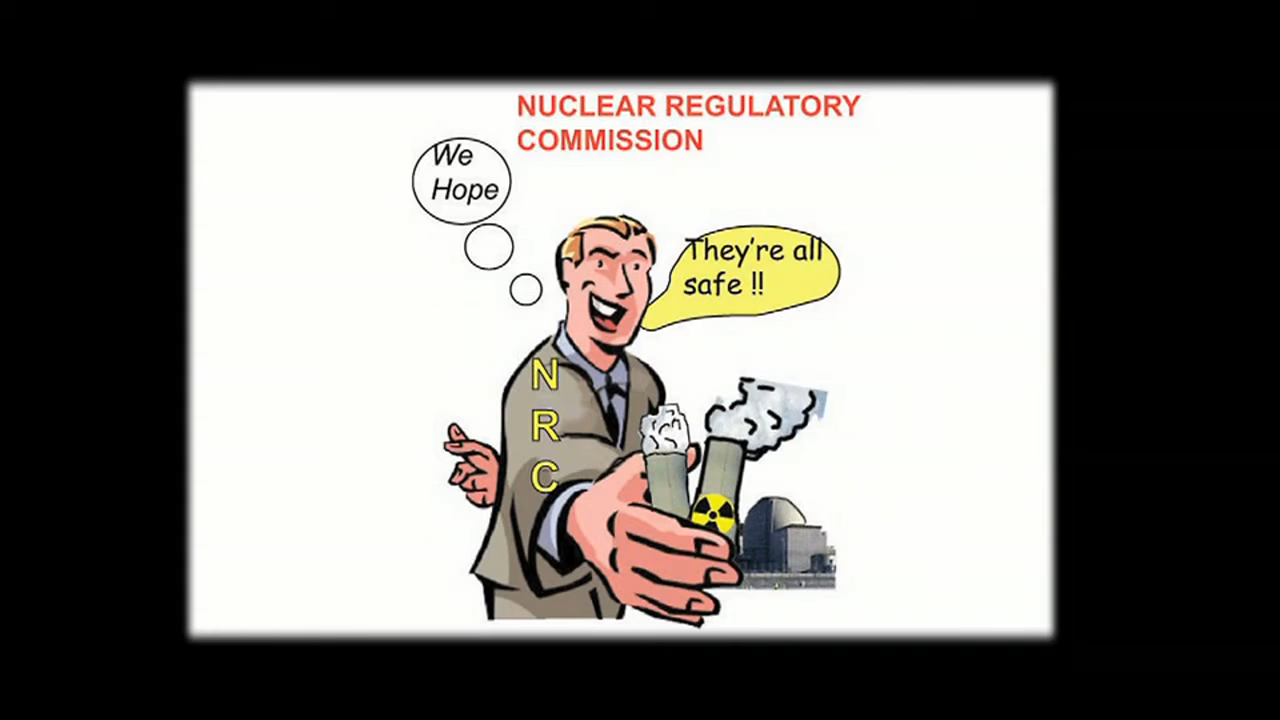 NUCLEAR REGULATORY
COMMISSION
We
Hope
They're all
safe !!
N
R
C